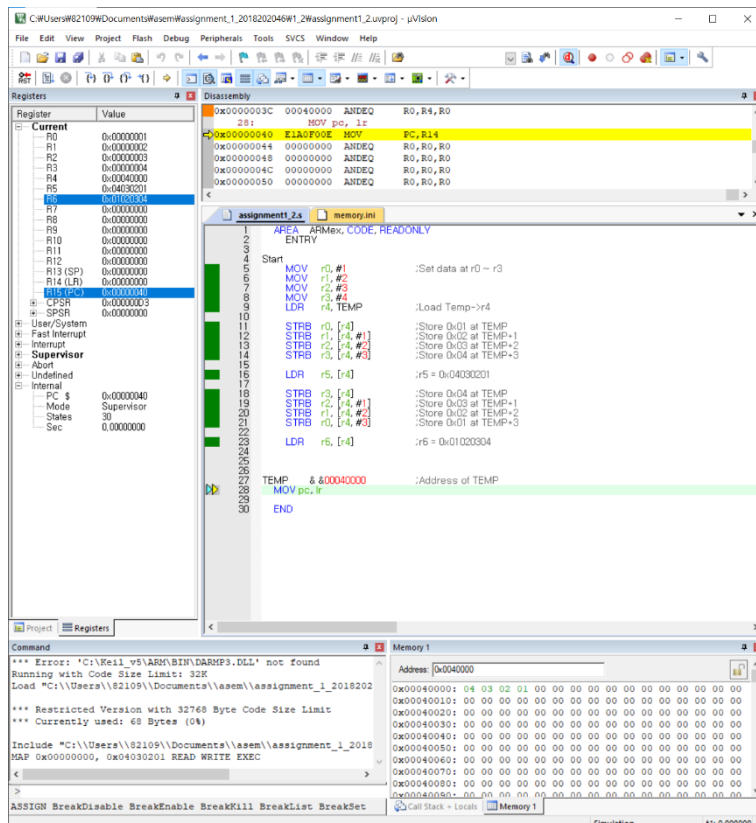 C:₩Users₩82109₩Documents₩asem₩assignment_1_2018202046₩1_2₩assignment1_2.uvproj - µVision
File Edit View Project Flash Debug Peripherals Tools SVCS Window Help
Registers
Register Value
Current
R0 0x00000001
R1 0x00000002
R2 0x00000003
R3 0x00000004
R4 0x00040000
R5 0x04030201
R6 0x01020304
R7 0x00000000
R8 0x00000000
R9 0x00000000
R10 0x00000000
R11 0x00000000
R12 0x00000000
R13 (SP) 0x00000000
R14 (LR) 0x00000000
R15 (PC) 0x00000040
CPSR 0x000000D3
SPSR 0x00000000
User/System
Fast Interrupt
Interrupt
Supervisor
Abort
Undefined
Internal
PC $ 0x00000040
Mode Supervisor
States 30
Sec 0,00000000
Project Registers
Disassembly
0x0000003C 00040000 ANDEQ R0,R4,R0
28: MOV pc, lr
0x00000040 E1A0F00E MOV PC,R14
0x00000044 00000000 ANDEQ R0,R0,R0
0x00000048 00000000 ANDEQ R0,R0,R0
0x0000004C 00000000 ANDEQ R0,R0,R0
0x00000050 00000000 ANDEQ R0,R0,R0
assignment1_2.s memory.ini
1 AREA ARMex, CODE, READONLY
2 ENTRY
3
4 Start
5 MOV r0, #1 ;Set data at r0 ~ r3
6 MOV r1, #2
7 MOV r2, #3
8 MOV r3, #4
9 LDR r4, TEMP ;Load Temp->r4
10
11 STRB r0, [r4] ;Store 0x01 at TEMP
12 STRB r1, [r4, #1] ;Store 0x02 at TEMP+1
13 STRB r2, [r4, #2] ;Store 0x03 at TEMP+2
14 STRB r3, [r4, #3] ;Store 0x04 at TEMP+3
15
16 LDR r5, [r4] ;r5 = 0x04030201
17
18 STRB r3, [r4] ;Store 0x04 at TEMP
19 STRB r2, [r4, #1] ;Store 0x03 at TEMP+1
20 STRB r1, [r4, #2] ;Store 0x02 at TEMP+2
21 STRB r0, [r4, #3] ;Store 0x01 at TEMP+3
22
23 LDR r6, [r4] ;r6 = 0x01020304
24
25
26
27 TEMP & &00040000 ;Address of TEMP
28 MOV pc, lr
29
30 END
Command
*** Error: 'C:\Keil_v5\ARM\BIN\DARMP3.DLL' not found
Running with Code Size Limit: 32K
Load "C:\\Users\\82109\\Documents\\asem\\assignment_1_2018202
*** Restricted Version with 32768 Byte Code Size Limit
*** Currently used: 68 Bytes (0%)
Include "C:\\Users\\82109\\Documents\\asem\\assignment_1_2018
MAP 0x00000000, 0x04030201 READ WRITE EXEC
>
ASSIGN BreakDisable BreakEnable BreakKill BreakList BreakSet
Memory 1
Address: 0x0040000
0x00040000: 04 03 02 01 00 00 00 00 00 00 00 00 00 00 00
0x00040010: 00 00 00 00 00 00 00 00 00 00 00 00 00 00 00
0x00040020: 00 00 00 00 00 00 00 00 00 00 00 00 00 00 00
0x00040030: 00 00 00 00 00 00 00 00 00 00 00 00 00 00 00
0x00040040: 00 00 00 00 00 00 00 00 00 00 00 00 00 00 00
0x00040050: 00 00 00 00 00 00 00 00 00 00 00 00 00 00 00
0x00040060: 00 00 00 00 00 00 00 00 00 00 00 00 00 00 00
0x00040070: 00 00 00 00 00 00 00 00 00 00 00 00 00 00 00
0x00040080: 00 00 00 00 00 00 00 00 00 00 00 00 00 00 00
0x00040090: 00 00 00 00 00 00 00 00 00 00 00 00 00 00 00
Call Stack + Locals Memory 1